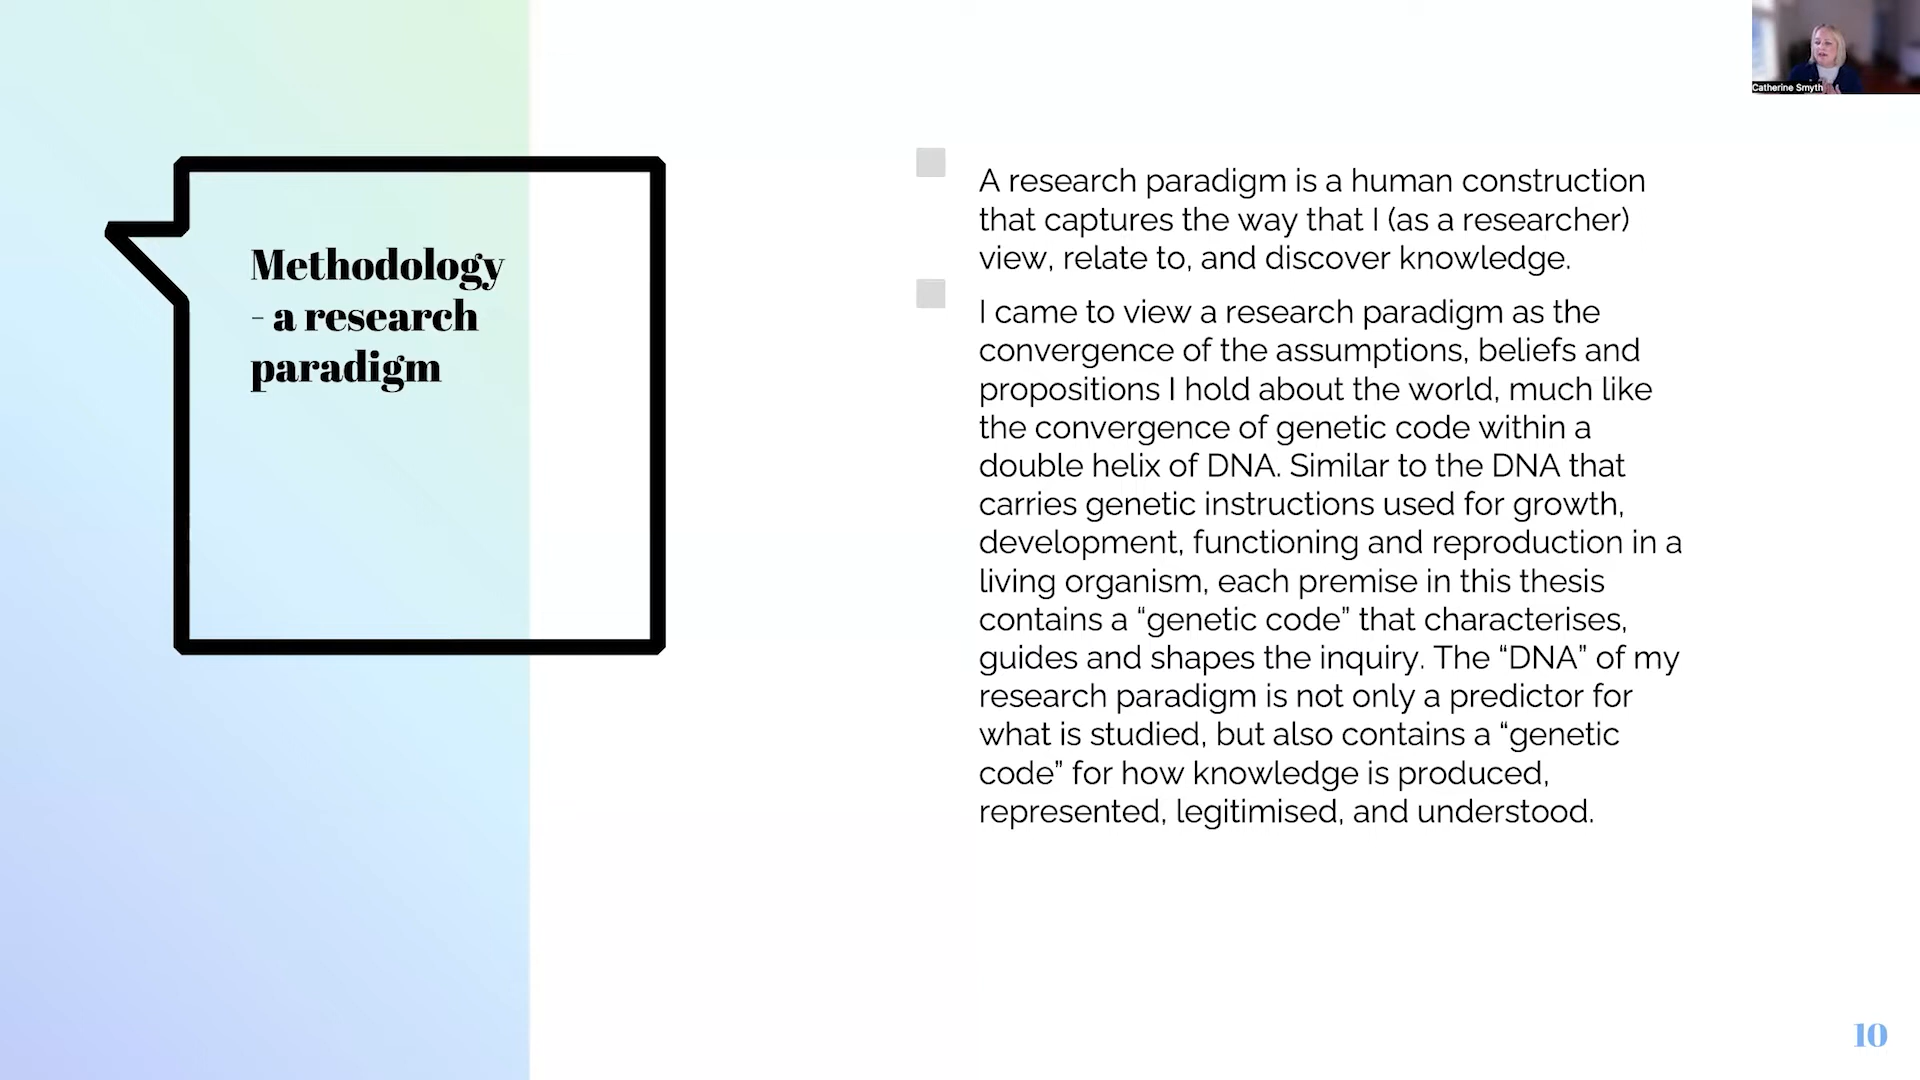 Catherine Smyth
Methodology
- a research
paradigm
A research paradigm is a human construction
that captures the way that I (as a researcher)
view, relate to, and discover knowledge.
I came to view a research paradigm as the
convergence of the assumptions, beliefs and
propositions I hold about the world, much like
the convergence of genetic code within a
double helix of DNA. Similar to the DNA that
carries genetic instructions used for growth,
development, functioning and reproduction in a
living organism, each premise in this thesis
contains a “genetic code” that characterises,
guides and shapes the inquiry. The “DNA” of my
research paradigm is not only a predictor for
what is studied, but also contains a “genetic
code” for how knowledge is produced,
represented, legitimised, and understood.
10